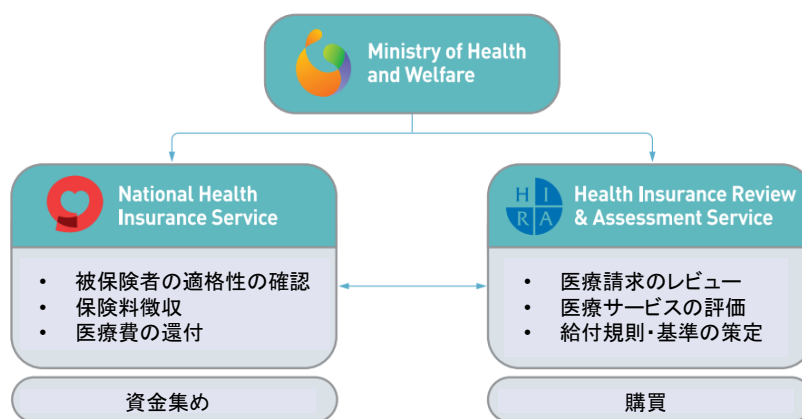 Ministry of Health
and Welfare
National Health
Insurance Service
• 被保険者の適格性の確認
• 保険料徴収
• 医療費の還付
資金集め
H I
R A
Health Insurance Review
& Assessment Service
• 医療請求のレビュー
• 医療サービスの評価
• 給付規則・基準の策定
購買